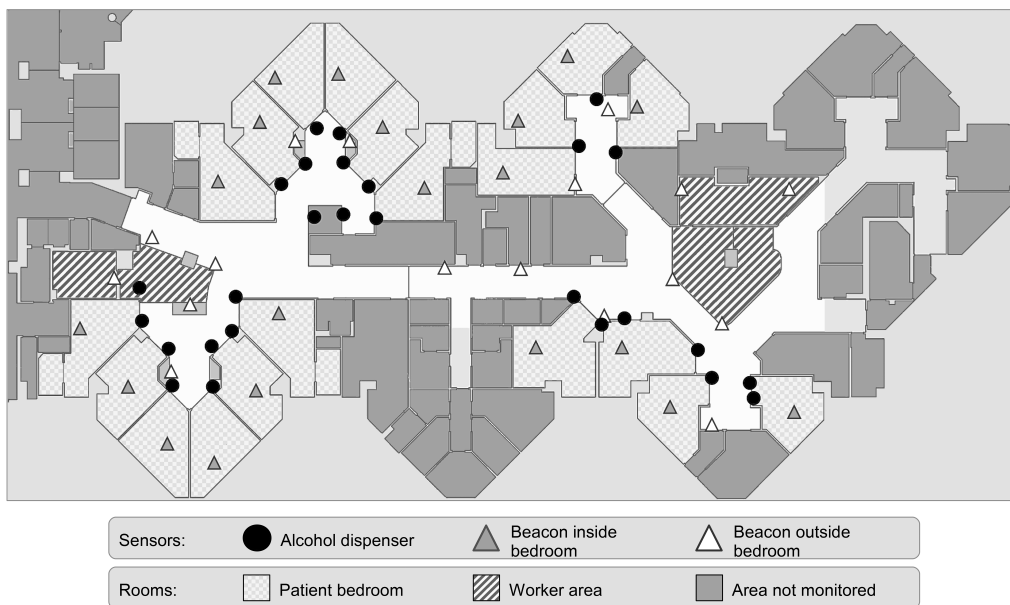 Sensors:
Alcohol dispenser
Beacon inside
bedroom
Beacon outside
bedroom
Rooms:
Patient bedroom
Worker area
Area not monitored